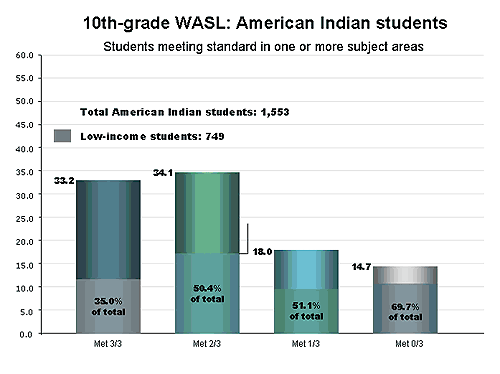 10th-grade WASL: American Indian students
Students meeting standard in one or more subject areas
60.0
55.0
50.0
45.0
40.0
35.0
30.0
25.0
20.0
15.0
10.0
5.0
0.0
Total American Indian students: 1,553
Low-income students: 749
33.2
34.1
18.0
14.7
35.0%
of total
50.4%
of total
51.1%
of total
69.7%
of total
Met 3/3
Met 2/3
Met 1/3
Met 0/3